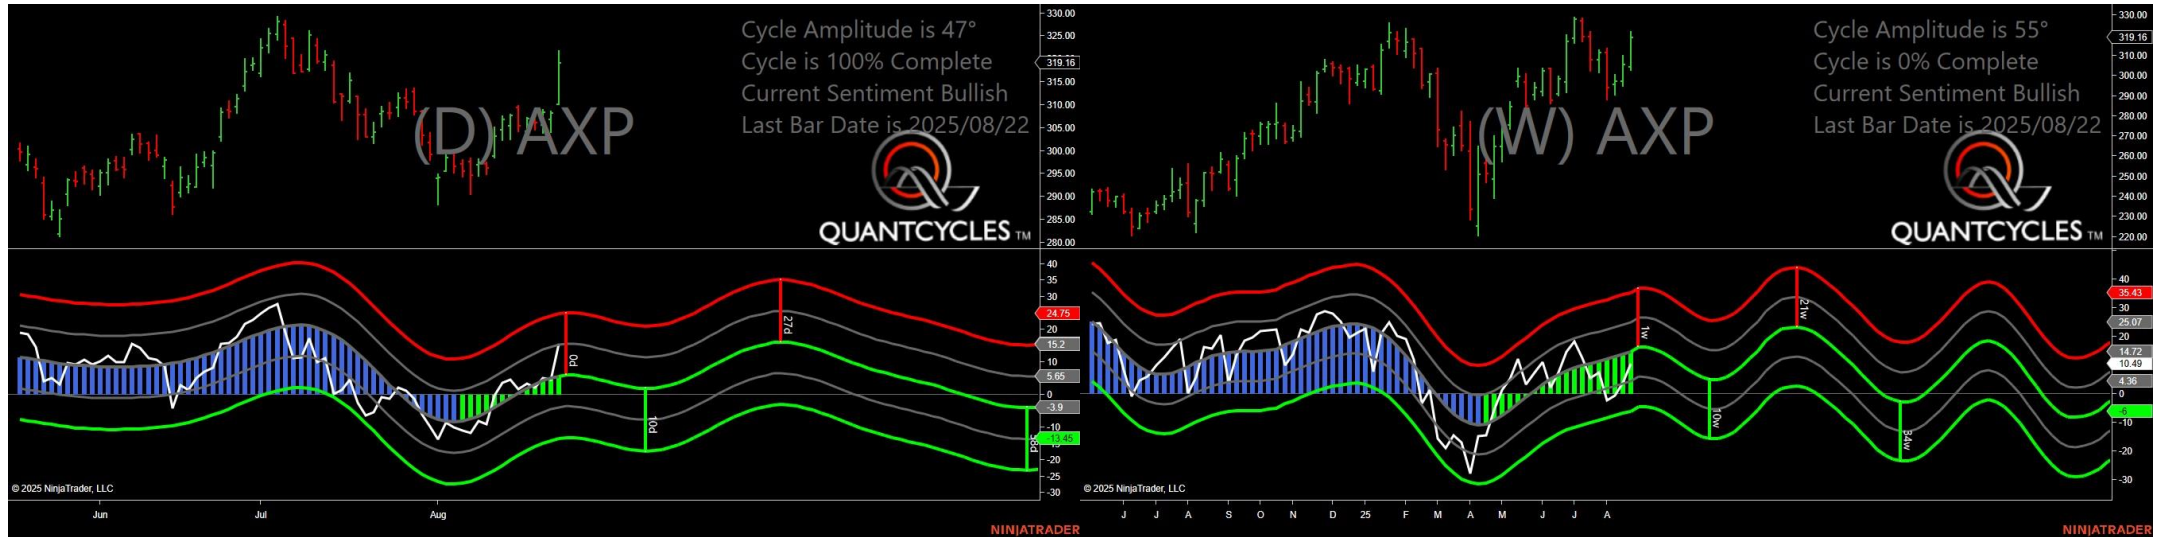 Cycle Amplitude is 47°
Cycle is 100% Complete
Current Sentiment Bullish
Last Bar Date is 2025/08/22
(D) AXP
QUANTCYCLES TM
330.00
325.00
319.16
315.00
310.00
305.00
300.00
295.00
290.00
285.00
280.00
40
35
30
24.75
20
15.2
10
5.65
0
-3.9
-10
-13.45
-15
-20
-25
-30
0d
10d
27d
58d
© 2025 NinjaTrader, LLC
Jun Jul Aug
NINJATRADER
Cycle Amplitude is 55°
Cycle is 0% Complete
Current Sentiment Bullish
Last Bar Date is 2025/08/22
(W) AXP
QUANTCYCLES TM
330.00
319.16
310.00
300.00
290.00
280.00
270.00
260.00
250.00
240.00
230.00
220.00
40
35.43
30
25.07
20
14.72
10.49
4.36
0
-6
-10
-20
-30
1w
10w
21w
34w
© 2025 NinjaTrader, LLC
J J A S O N D 25 F M A M J J A
NINJATRADER